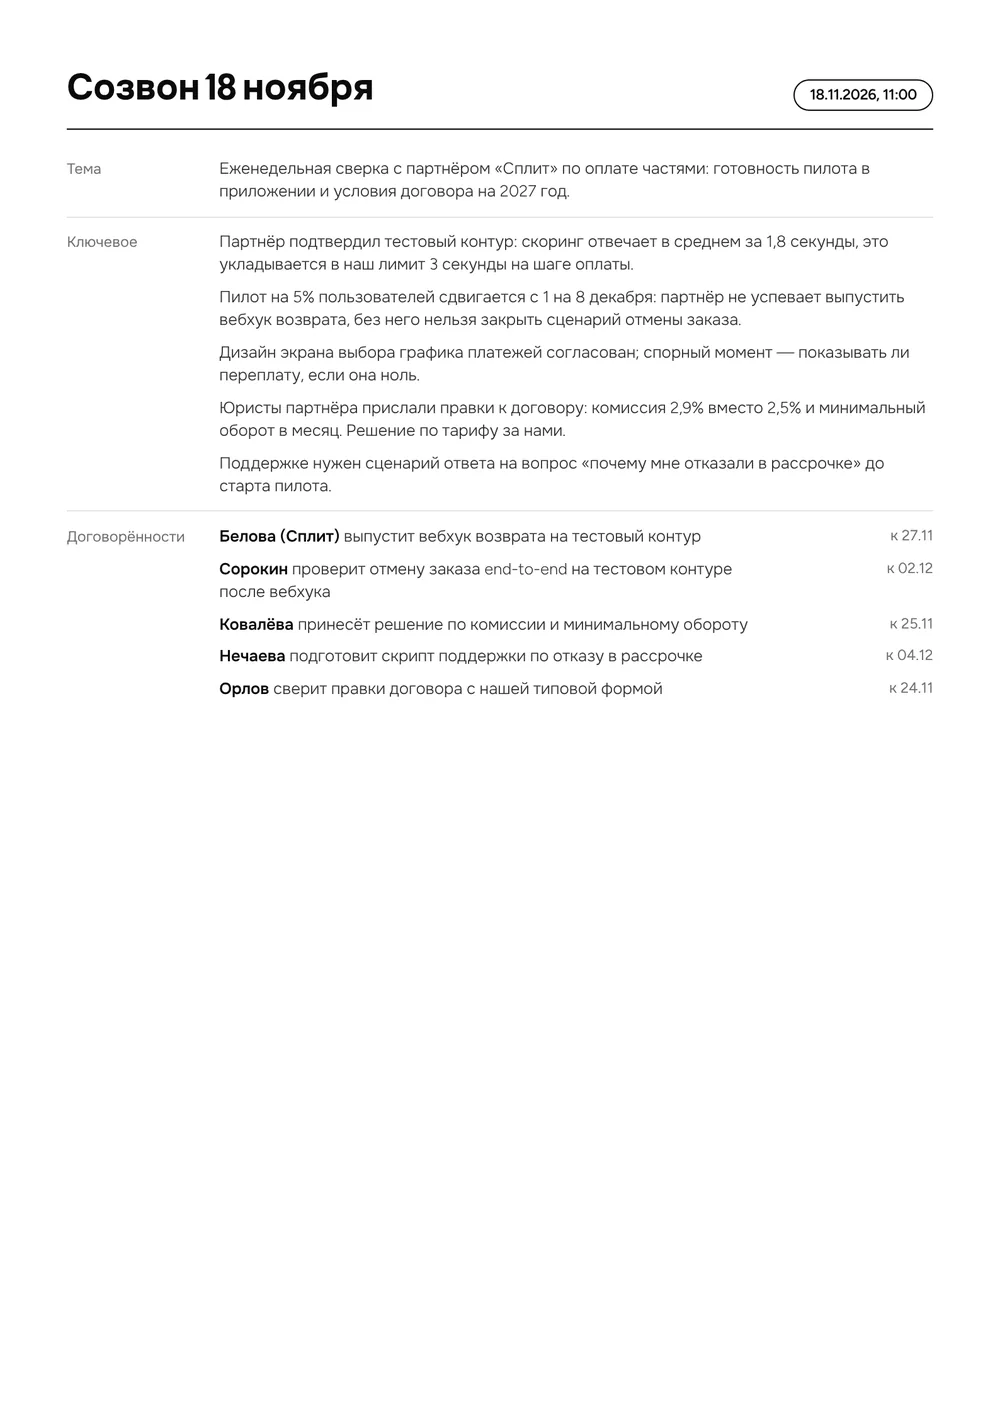 Созвон 18 ноября
18.11.2026, 11:00
Тема
Еженедельная сверка с партнёром «Сплит» по оплате частями: готовность пилота в
приложении и условия договора на 2027 год.
Ключевое
Партнёр подтвердил тестовый контур: скоринг отвечает в среднем за 1,8 секунды, это
укладывается в наш лимит 3 секунды на шаге оплаты.
Пилот на 5% пользователей сдвигается с 1 на 8 декабря: партнёр не успевает выпустить
вебхук возврата, без него нельзя закрыть сценарий отмены заказа.
Дизайн экрана выбора графика платежей согласован; спорный момент — показывать ли
переплату, если она ноль.
Юристы партнёра прислали правки к договору: комиссия 2,9% вместо 2,5% и минимальный
оборот в месяц. Решение по тарифу за нами.
Поддержке нужен сценарий ответа на вопрос «почему мне отказали в рассрочке» до
старта пилота.
Договорённости
Белова (Сплит) выпустит вебхук возврата на тестовый контур к 27.11
Сорокин проверит отмену заказа end-to-end на тестовом контуре к 02.12
после вебхука
Ковалёва принесёт решение по комиссии и минимальному обороту к 25.11
Нечаева подготовит скрипт поддержки по отказу в рассрочке к 04.12
Орлов сверит правки договора с нашей типовой формой к 24.11